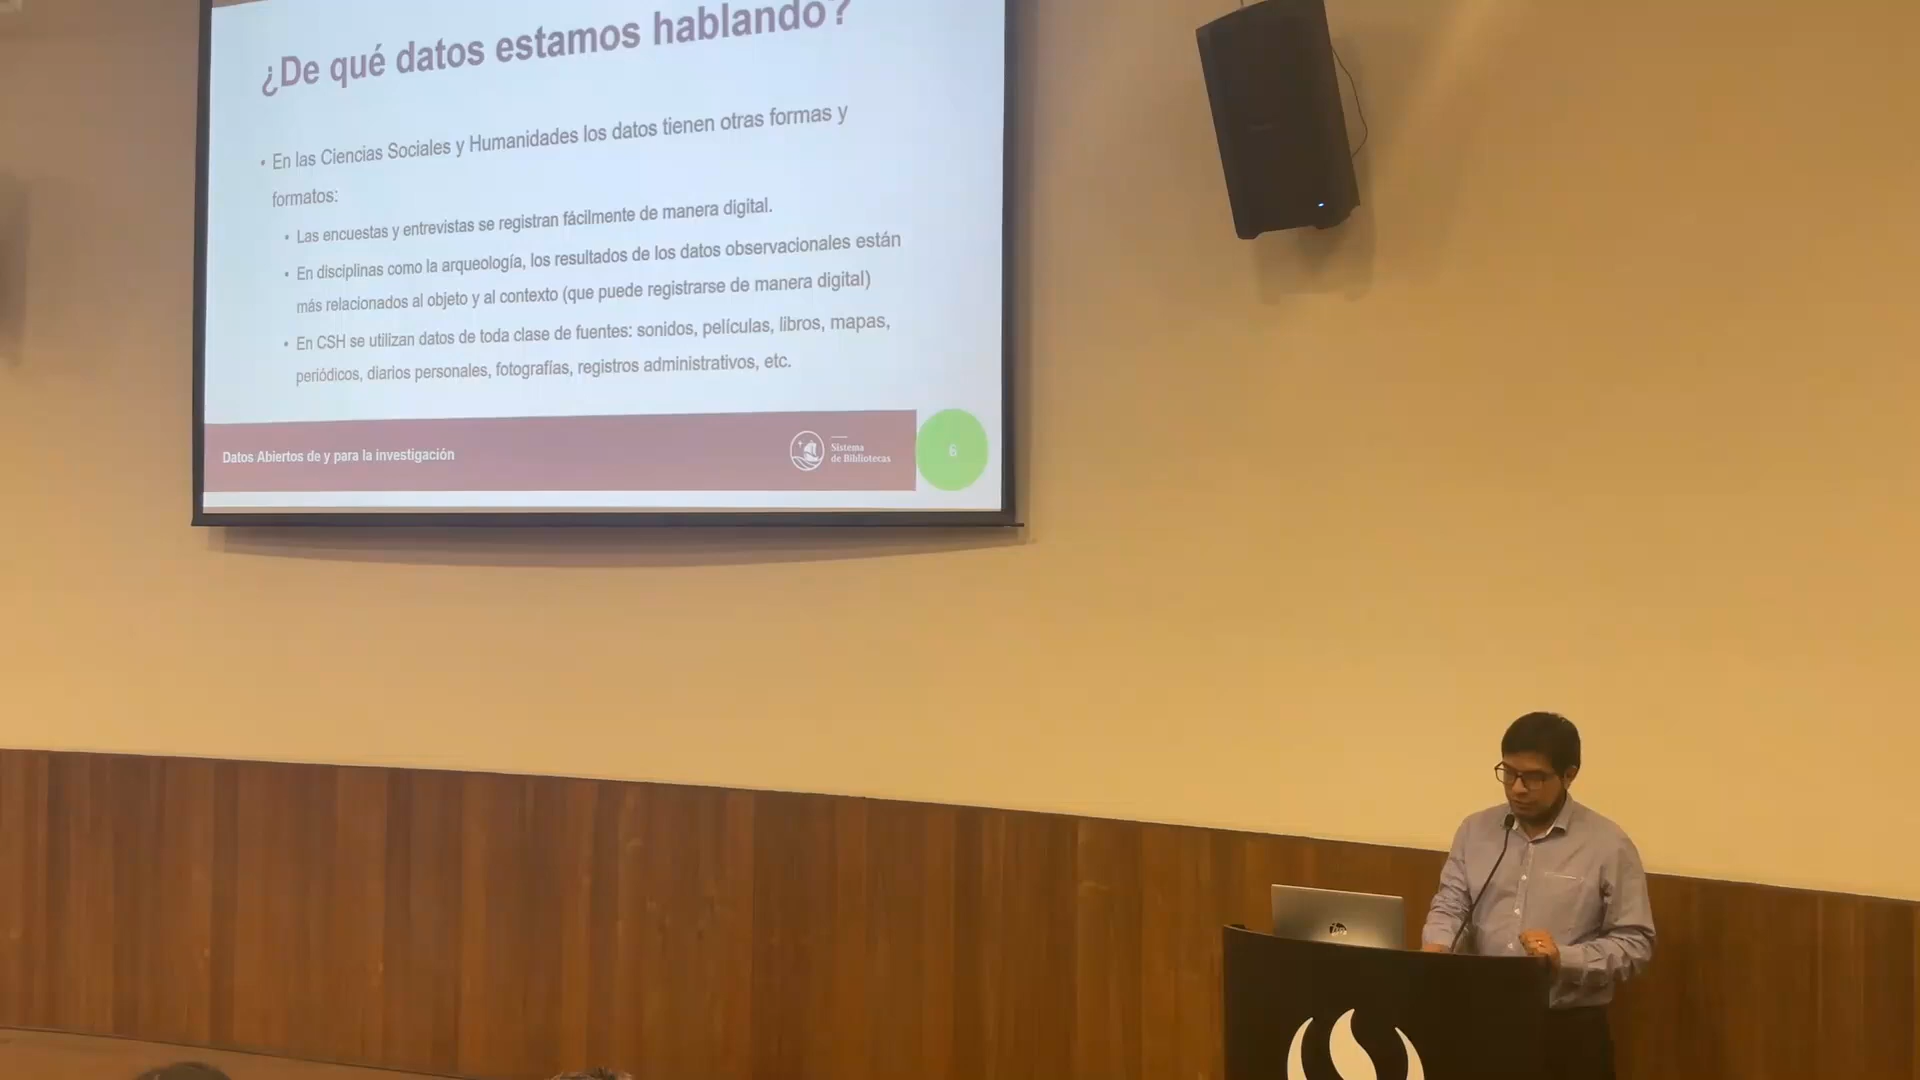 ¿De qué datos estamos hablando?
• En las Ciencias Sociales y Humanidades los datos tienen otras formas y
formatos:
• Las encuestas y entrevistas se registran fácilmente de manera digital.
• En disciplinas como la arqueología, los resultados de los datos observacionales están
más relacionados al objeto y al contexto (que puede registrarse de manera digital)
• En CSH se utilizan datos de toda clase de fuentes: sonidos, películas, libros, mapas,
periódicos, diarios personales, fotografías, registros administrativos, etc.
Datos Abiertos de y para la investigación
Sistema
de Bibliotecas
6
hp